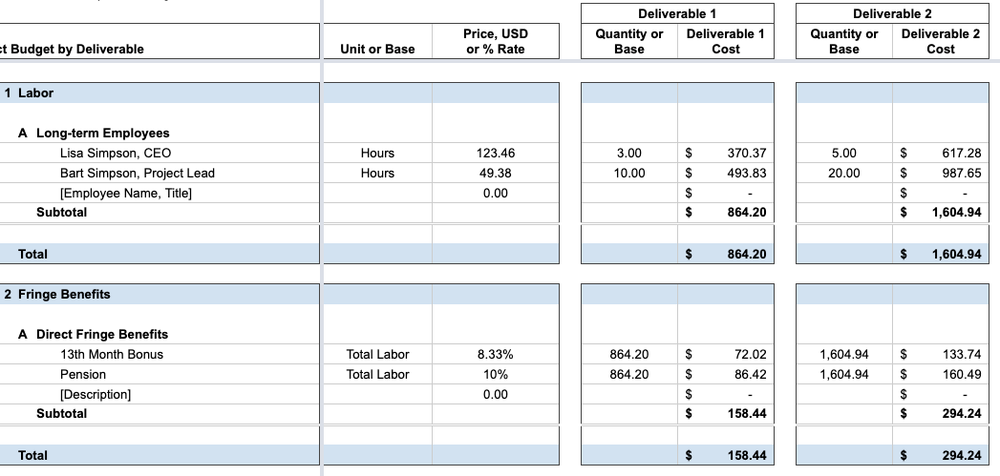 Deliverable 1 Deliverable 2
ct Budget by Deliverable Unit or Base Price, USD or % Rate Quantity or Base Deliverable 1 Cost Quantity or Base Deliverable 2 Cost
1 Labor
A Long-term Employees
Lisa Simpson, CEO Hours 123.46 3.00 $ 370.37 5.00 $ 617.28
Bart Simpson, Project Lead Hours 49.38 10.00 $ 493.83 20.00 $ 987.65
[Employee Name, Title] 0.00 $ - $ -
Subtotal $ 864.20 $ 1,604.94
Total $ 864.20 $ 1,604.94
2 Fringe Benefits
A Direct Fringe Benefits
13th Month Bonus Total Labor 8.33% 864.20 $ 72.02 1,604.94 $ 133.74
Pension Total Labor 10% 864.20 $ 86.42 1,604.94 $ 160.49
[Description] 0.00 $ - $ -
Subtotal $ 158.44 $ 294.24
Total $ 158.44 $ 294.24